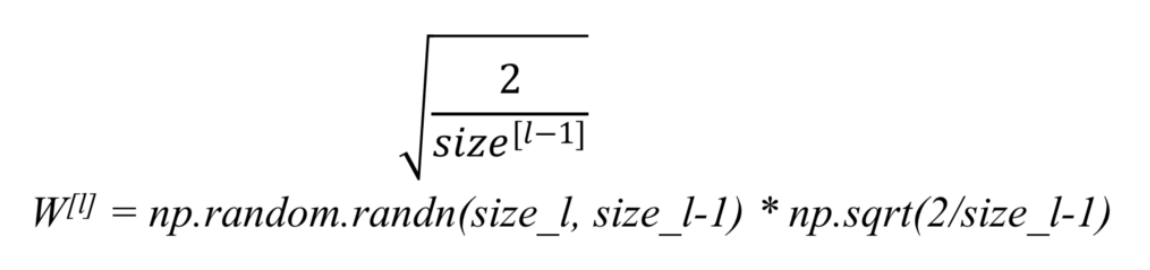 √(2 / size^[l−1])
W^[l] = np.random.randn(size_l, size_l-1) * np.sqrt(2/size_l-1)